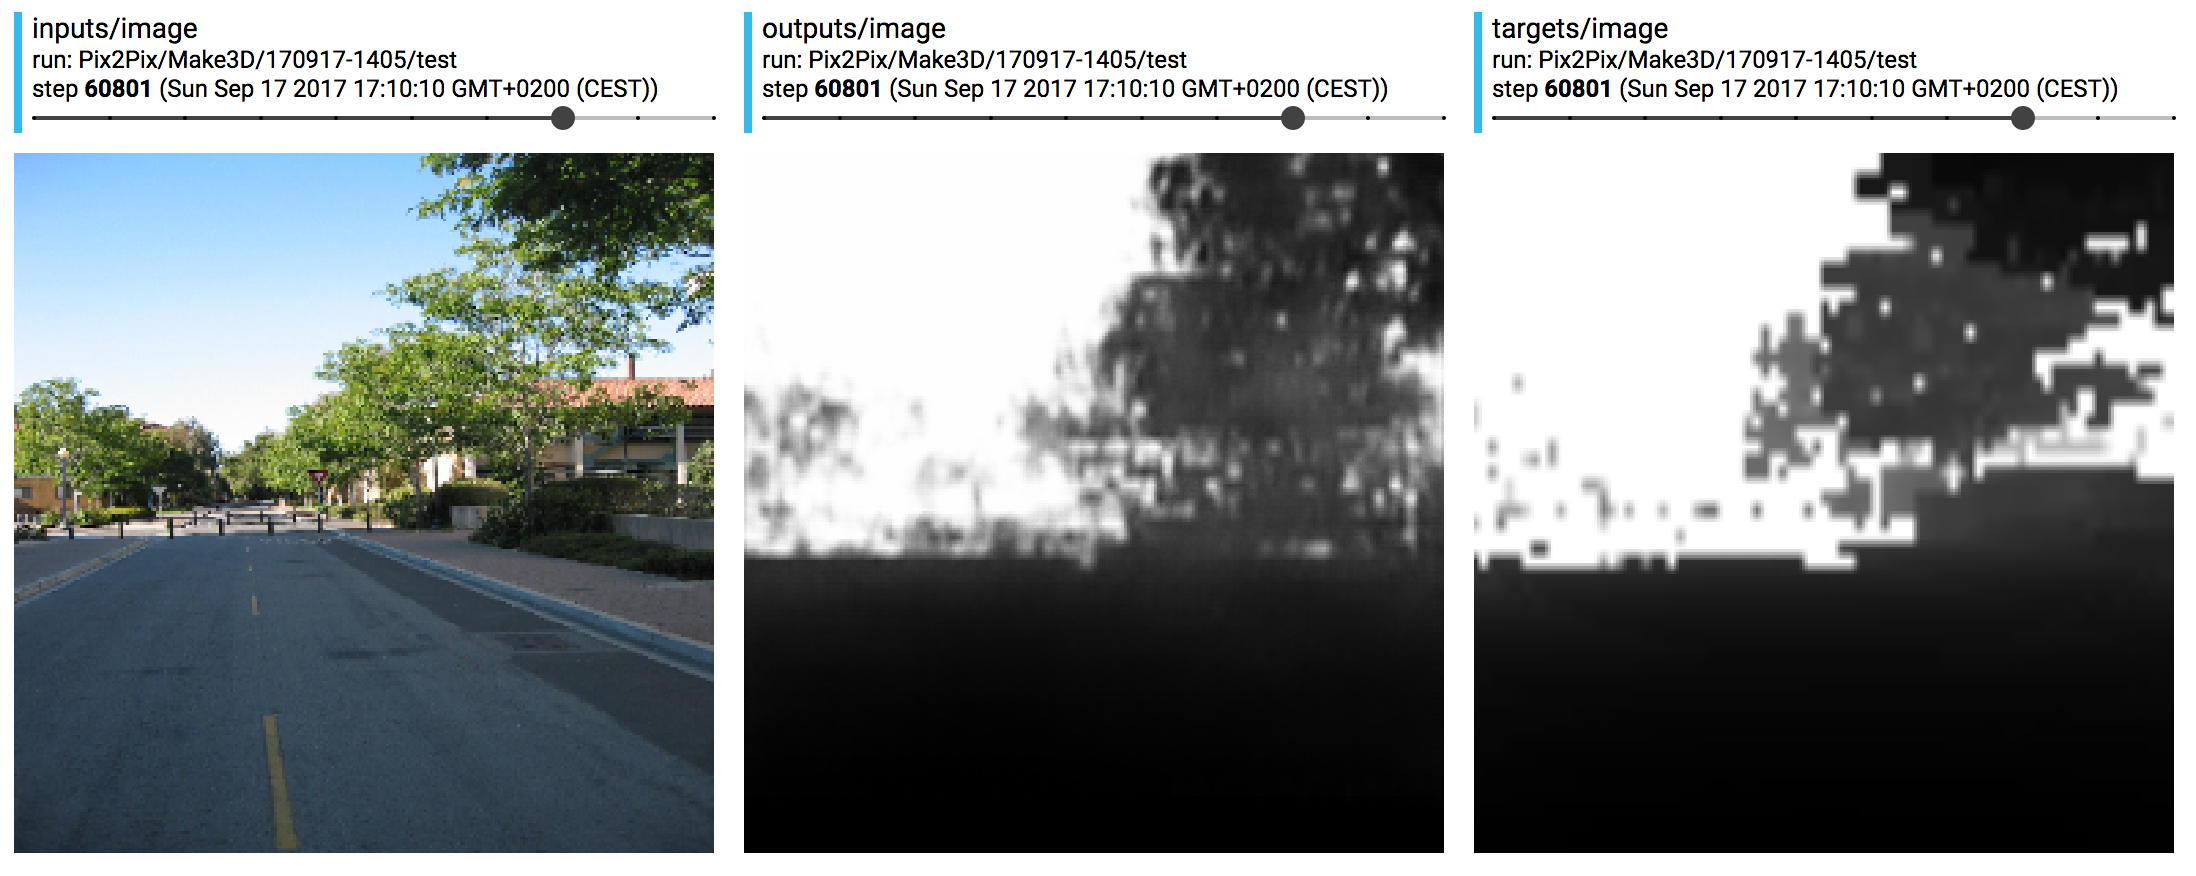 inputs/image
run: Pix2Pix/Make3D/170917-1405/test
step 60801 (Sun Sep 17 2017 17:10:10 GMT+0200 (CEST))
outputs/image
run: Pix2Pix/Make3D/170917-1405/test
step 60801 (Sun Sep 17 2017 17:10:10 GMT+0200 (CEST))
targets/image
run: Pix2Pix/Make3D/170917-1405/test
step 60801 (Sun Sep 17 2017 17:10:10 GMT+0200 (CEST))